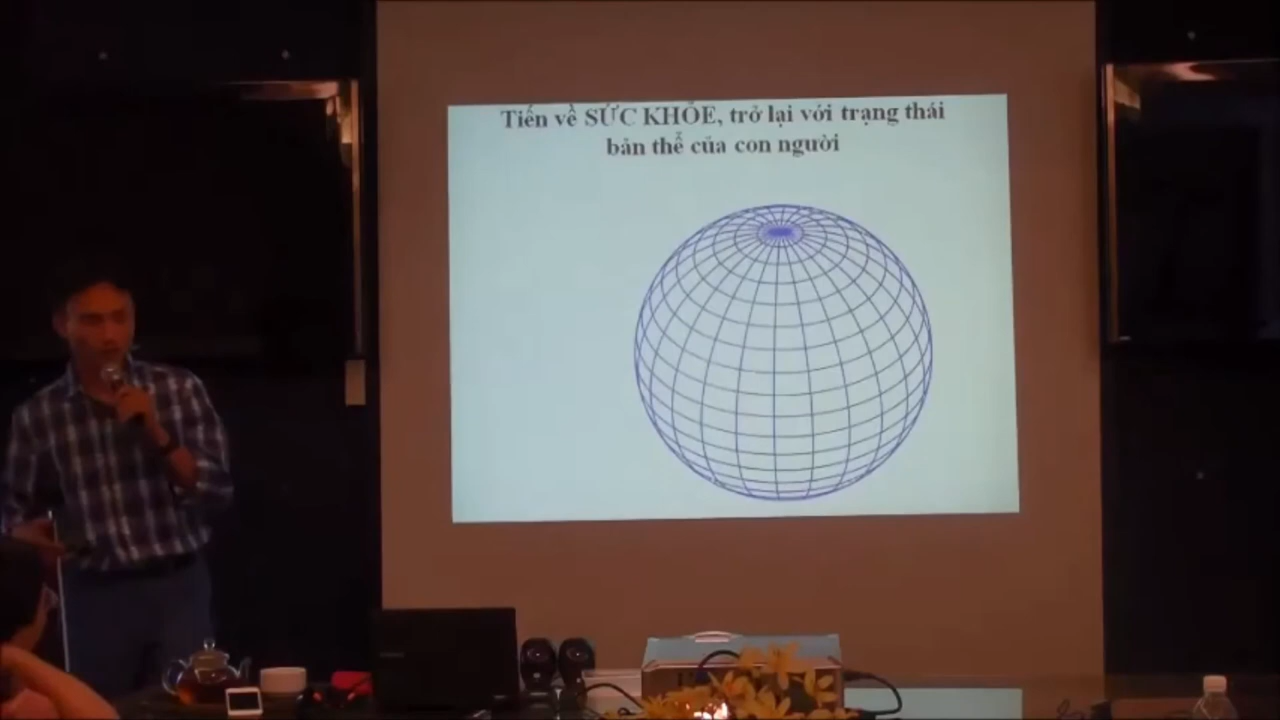 Tiến về SỨC KHỎE, trở lại với trạng thái
bản thể của con người